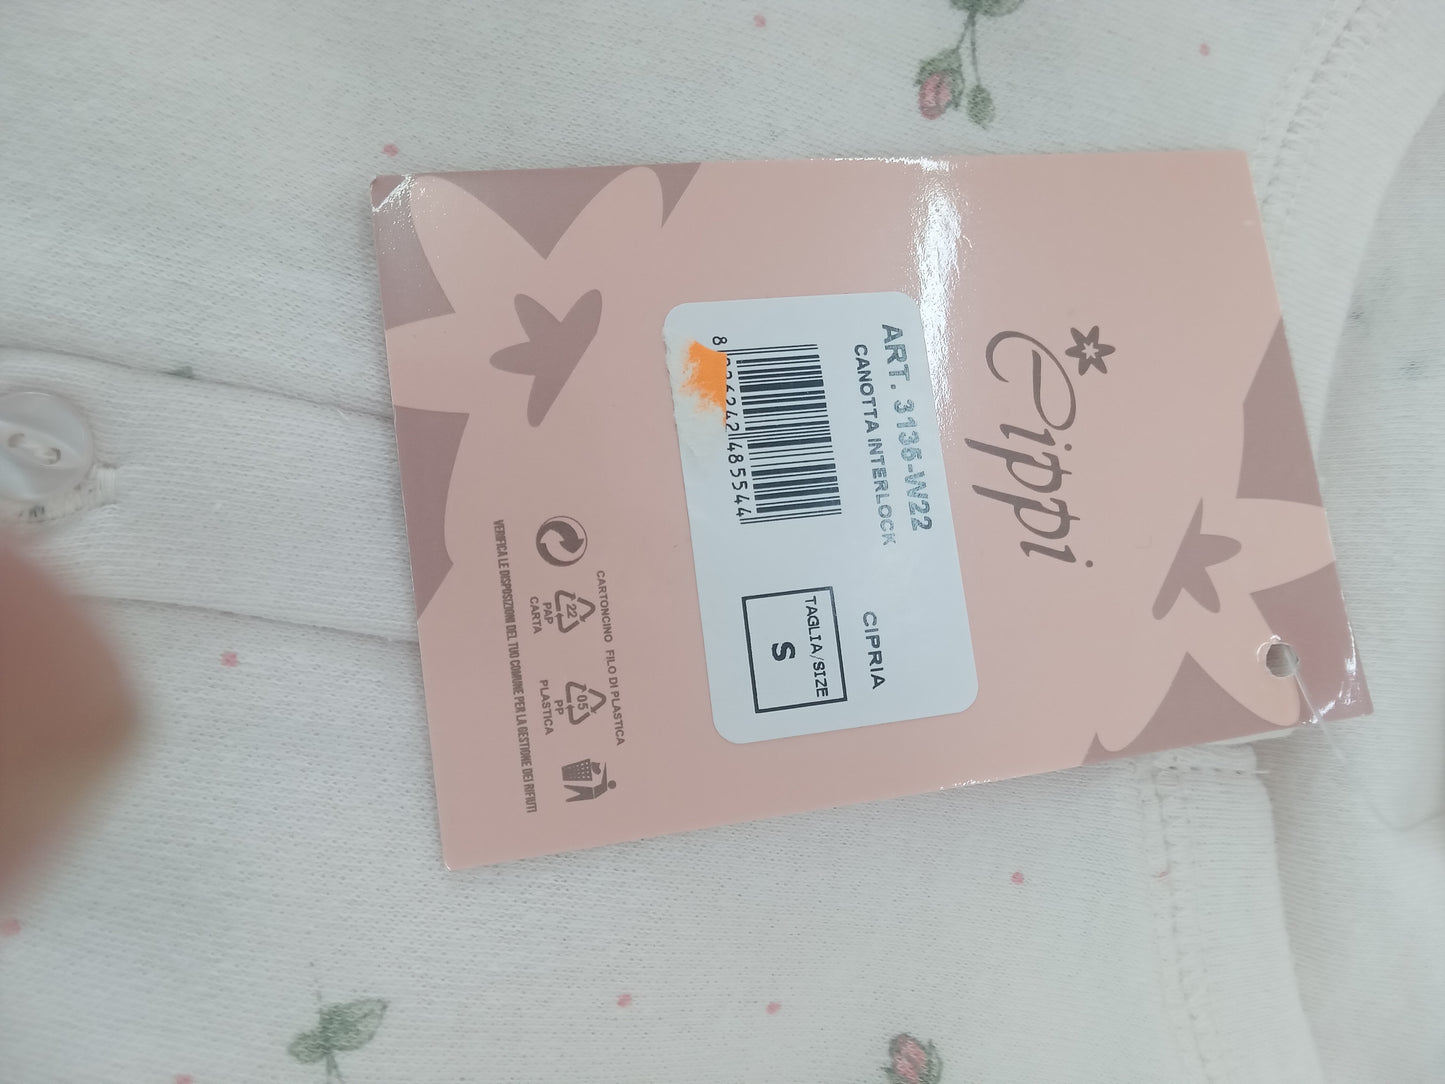 Pippi
ART. 3135-W22
CANOTTA INTERLOCK
CIPRIA
TAGLIA/SIZE
S
CARTONCINO
FILO DI PLASTICA
22
PAP
CARTA
05
PP
PLASTICA
VERIFICA LE DISPOSIZIONI DEL TUO COMUNE PER LA GESTIONE DEI RIFIUTI